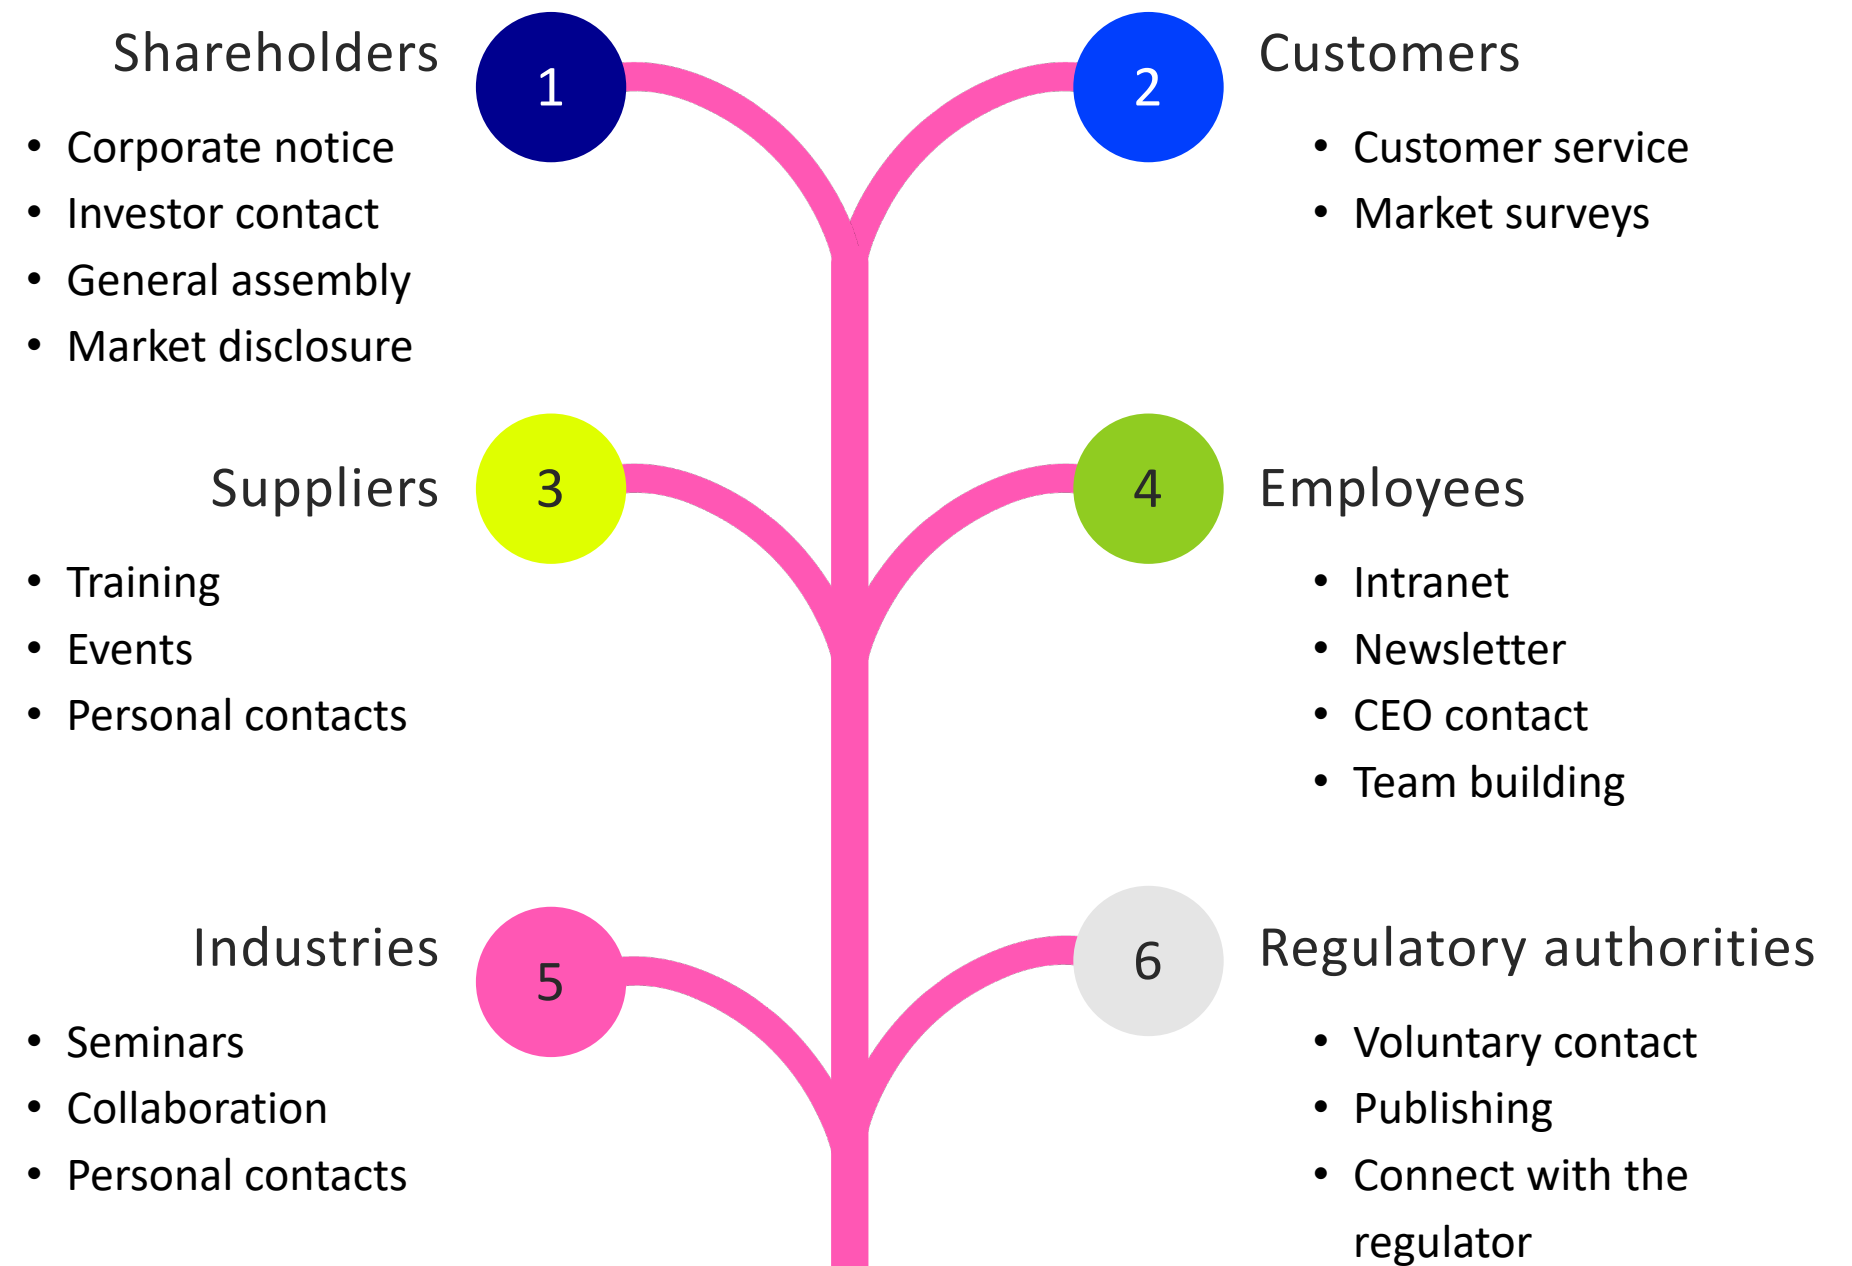 Shareholders
1
• Corporate notice
• Investor contact
• General assembly
• Market disclosure
2
Customers
• Customer service
• Market surveys
Suppliers
3
• Training
• Events
• Personal contacts
4
Employees
• Intranet
• Newsletter
• CEO contact
• Team building
Industries
5
• Seminars
• Collaboration
• Personal contacts
6
Regulatory authorities
• Voluntary contact
• Publishing
• Connect with the
regulator